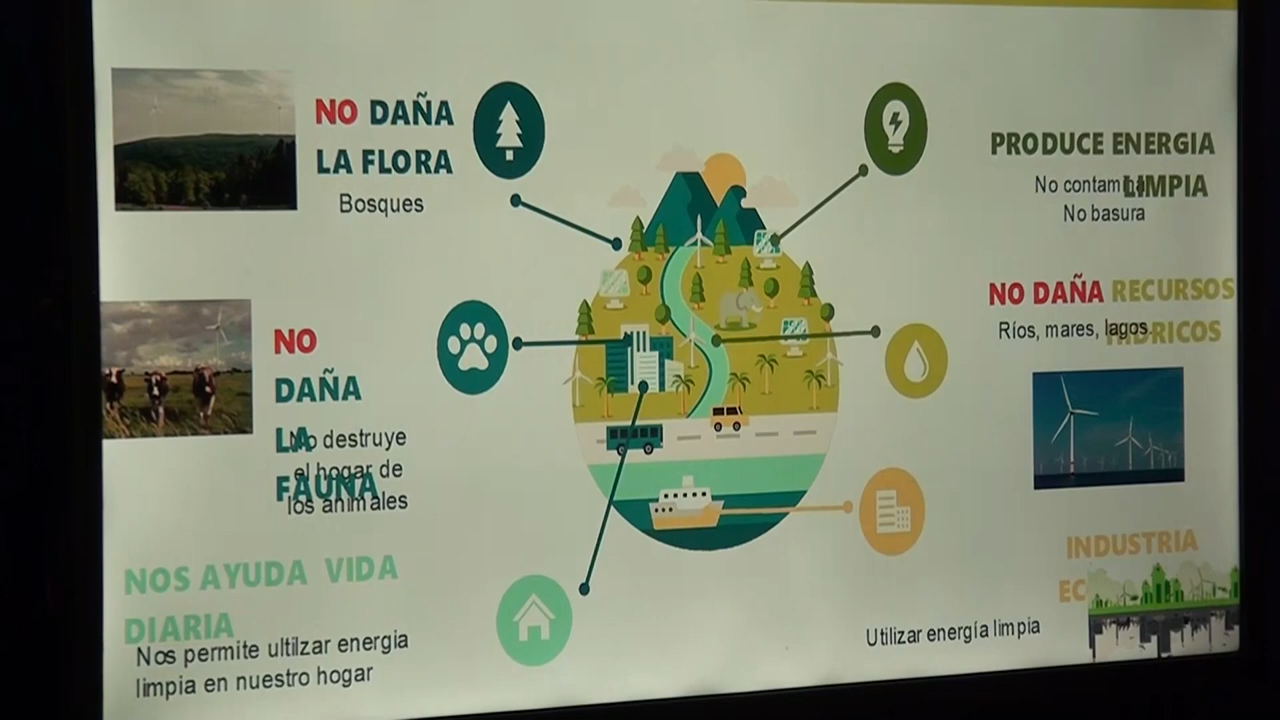 NO DAÑA
LA FLORA
Bosques
NO
DAÑA
LA
FAUNA
No destruye
el hogar de
los animales
NOS AYUDA VIDA
DIARIA
Nos permite ultilzar energia
limpia en nuestro hogar
PRODUCE ENERGIA
LIMPIA
No contamina
No basura
NO DAÑA RECURSOS
HIDRICOS
Ríos, mares, lagos
INDUSTRIA
Utilizar energía limpia